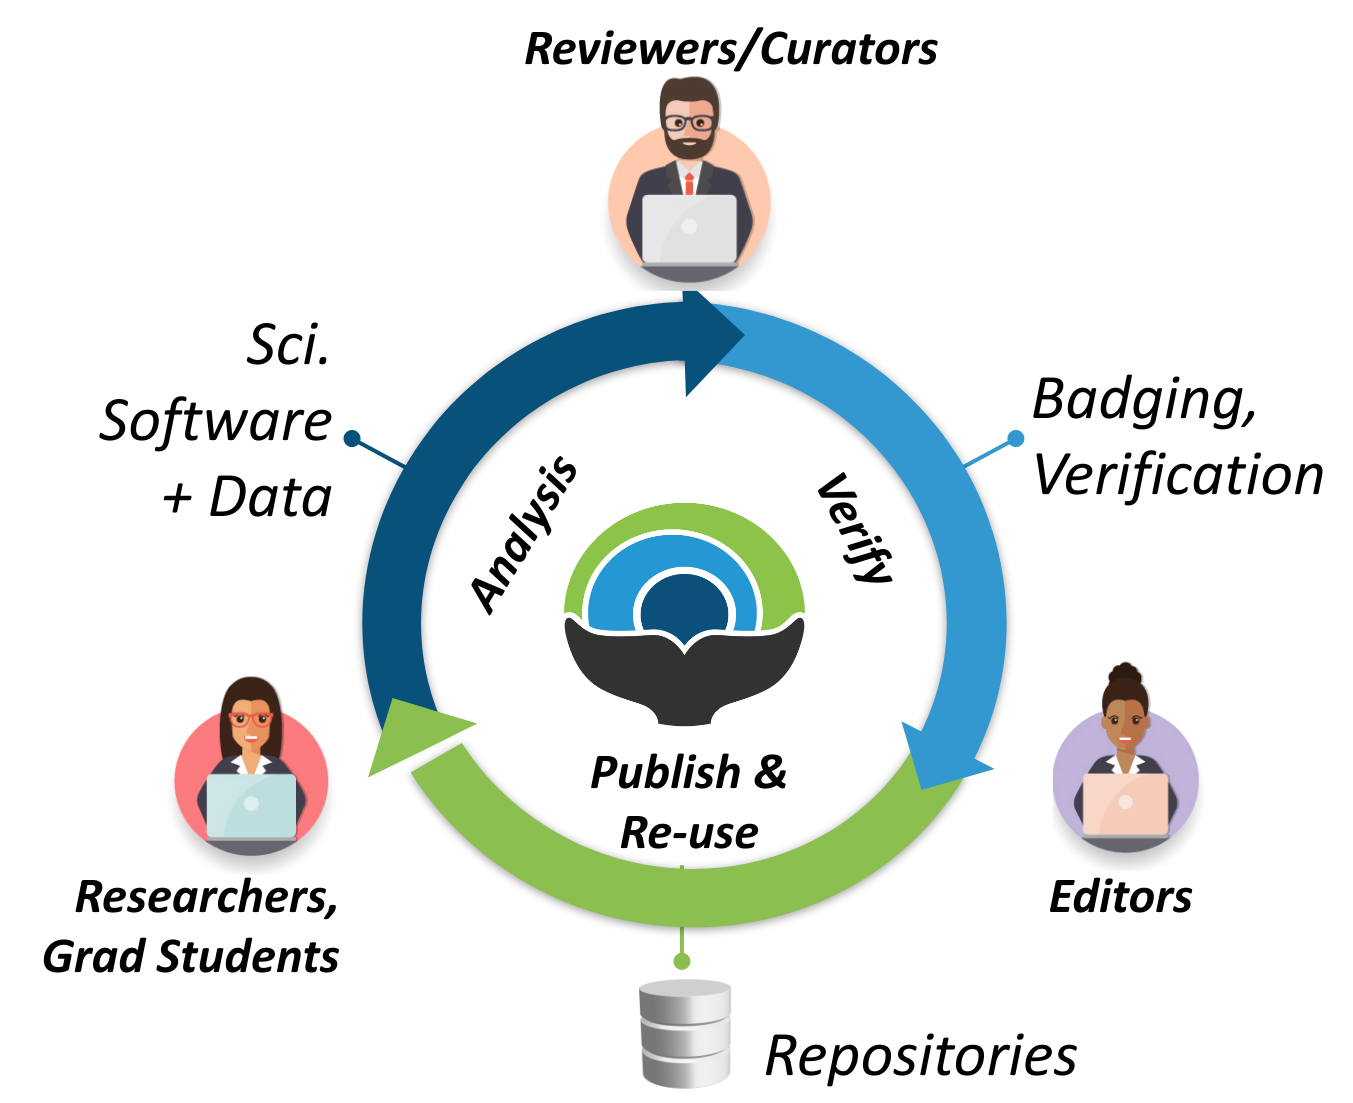 Reviewers/Curators
Sci.
Software
+ Data
Badging,
Verification
Analysis
Verify
Publish &
Re-use
Researchers,
Grad Students
Editors
Repositories